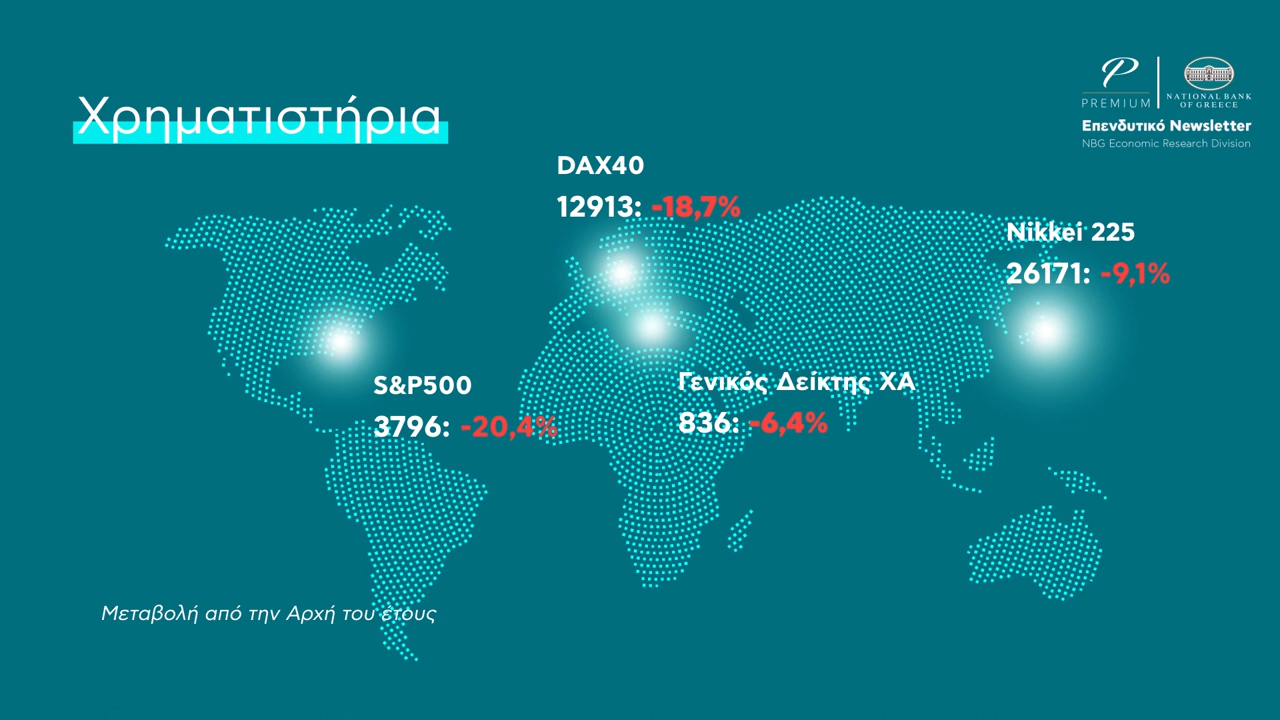 Χρηματιστήρια
P
PREMIUM
NATIONAL BANK
OF GREECE
Επενδυτικό Newsletter
NBG Economic Research Division
DAX40
12913: -18,7%
Nikkei 225
26171: -9,1%
S&P500
3796: -20,4%
Γενικός Δείκτης ΧΑ
836: -6,4%
Μεταβολή από την Αρχή του έτους